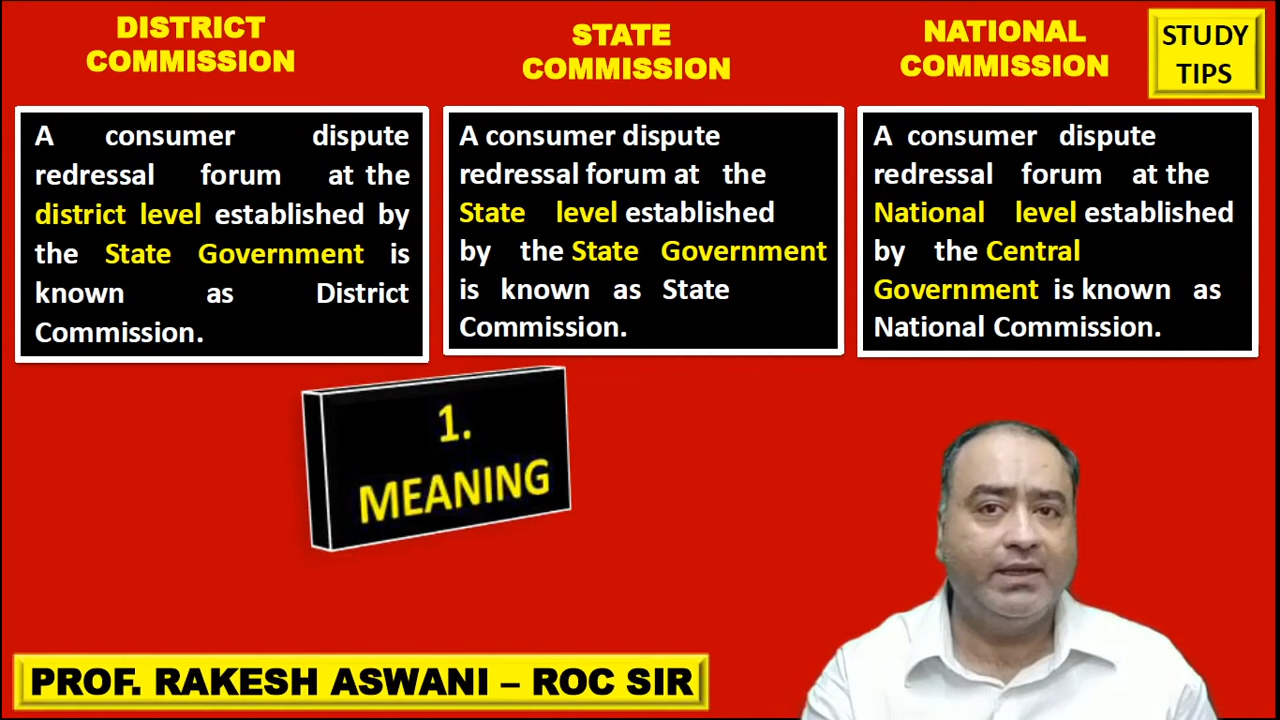 DISTRICT
COMMISSION
STATE
COMMISSION
NATIONAL
COMMISSION
STUDY
TIPS
A consumer dispute
redressal forum at the
district level established by
the State Government is
known as District
Commission.
A consumer dispute
redressal forum at the
State level established
by the State Government
is known as State
Commission.
A consumer dispute
redressal forum at the
National level established
by the Central
Government is known as
National Commission.
1.
MEANING
PROF. RAKESH ASWANI – ROC SIR